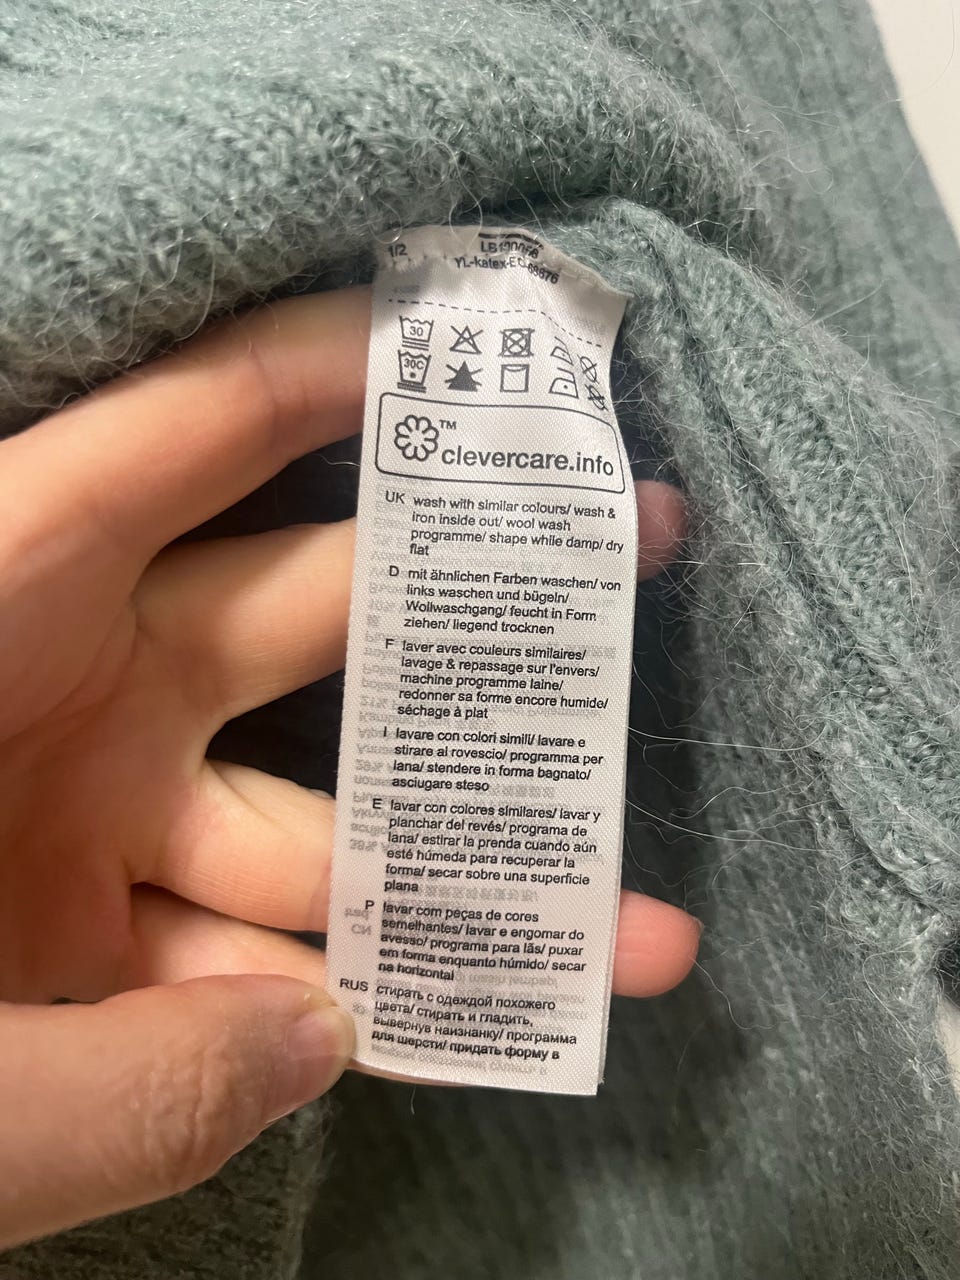 1/2
YL-katex-E
30
30C
™
clevercare.info
UK wash with similar colours/ wash &
iron inside out/ wool wash
programme/ shape while damp/ dry
flat
D mit ähnlichen Farben waschen/ von
links waschen und bügeln/
Wollwaschgang/ feucht in Form
ziehen/ liegend trocknen
F laver avec couleurs similaires/
lavage & repassage sur l'envers/
machine programme laine/
redonner sa forme encore humide/
séchage à plat
I lavare con colori simili/ lavare e
stirare al rovescio/ programma per
lana/ stendere in forma bagnato/
asciugare steso
E lavar con colores similares/ lavar y
planchar del revés/ programa de
lana/ estirar la prenda cuando aún
esté húmeda para recuperar la
forma/ secar sobre una superficie
plana
P lavar com peças de cores
semelhantes/ lavar e engomar do
avesso/ programa para lãs/ puxar
em forma enquanto húmido/ secar
na horizontal
RUS стирать с одеждой похожего
цвета/ стирать и гладить,
вывернув наизнанку/ программа
для шерсти/ придать форму в